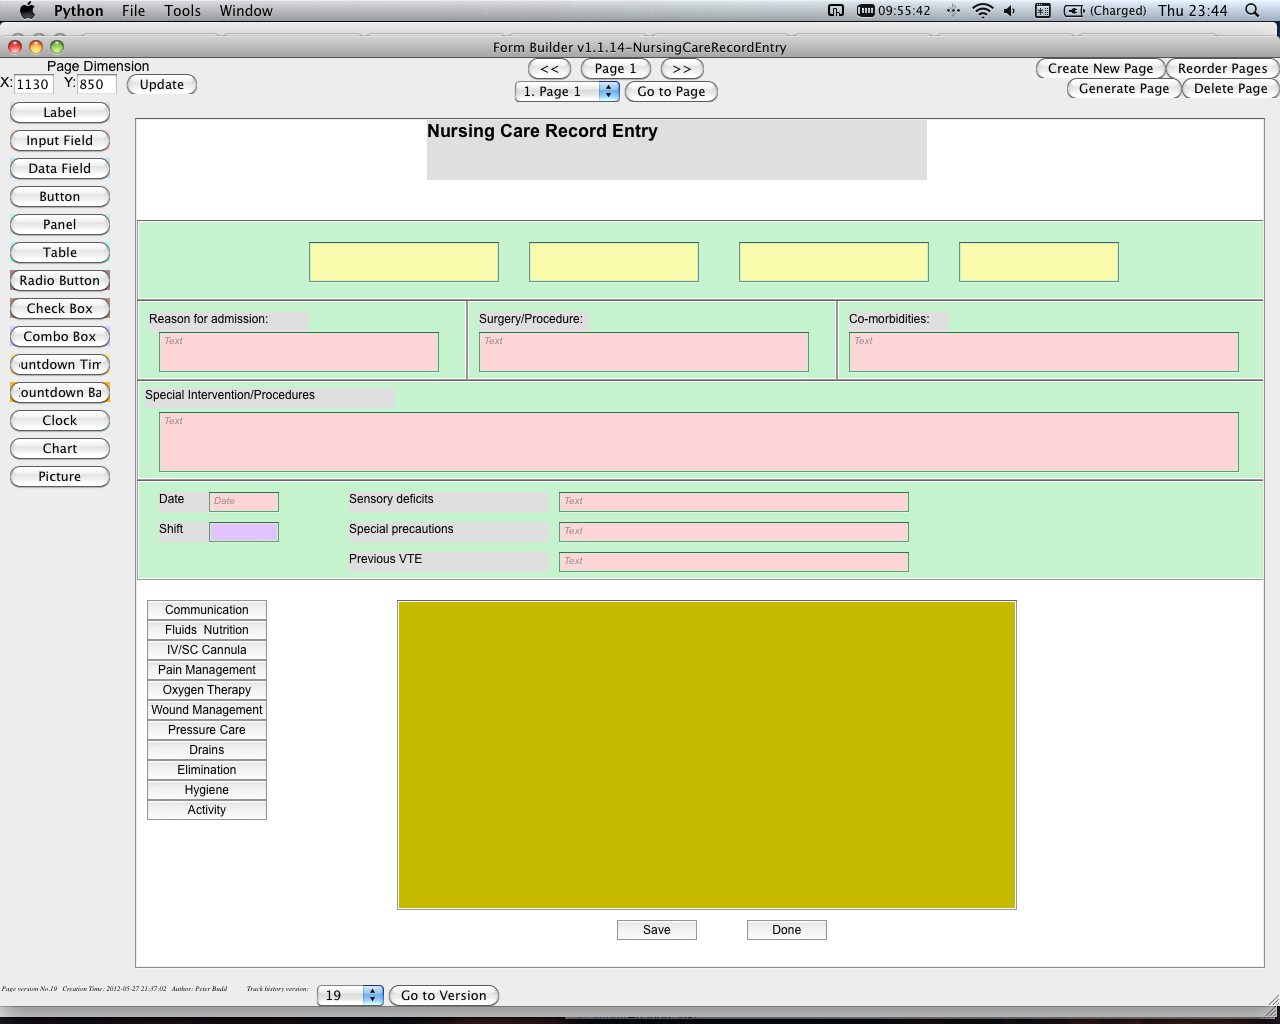 Python File Tools Window 09:55:42 (Charged) Thu 23:44
Form Builder v1.1.14-NursingCareRecordEntry
Page Dimension
X: 1130 Y: 850 Update
<< Page 1 >>
1. Page 1 Go to Page
Create New Page Reorder Pages
Generate Page Delete Page
Label
Input Field
Data Field
Button
Panel
Table
Radio Button
Check Box
Combo Box
untdown Tim
ountdown Ba
Clock
Chart
Picture
Nursing Care Record Entry
Reason for admission: Surgery/Procedure: Co-morbidities:
Text Text Text
Special Intervention/Procedures
Text
Date Date Sensory deficits Text
Shift Special precautions Text
Previous VTE Text
Communication
Fluids Nutrition
IV/SC Cannula
Pain Management
Oxygen Therapy
Wound Management
Pressure Care
Drains
Elimination
Hygiene
Activity
Save Done
Page version No.19 Creation Time: 2012-05-27 21:37:02 Author: Peter Budd Track history version: 19 Go to Version